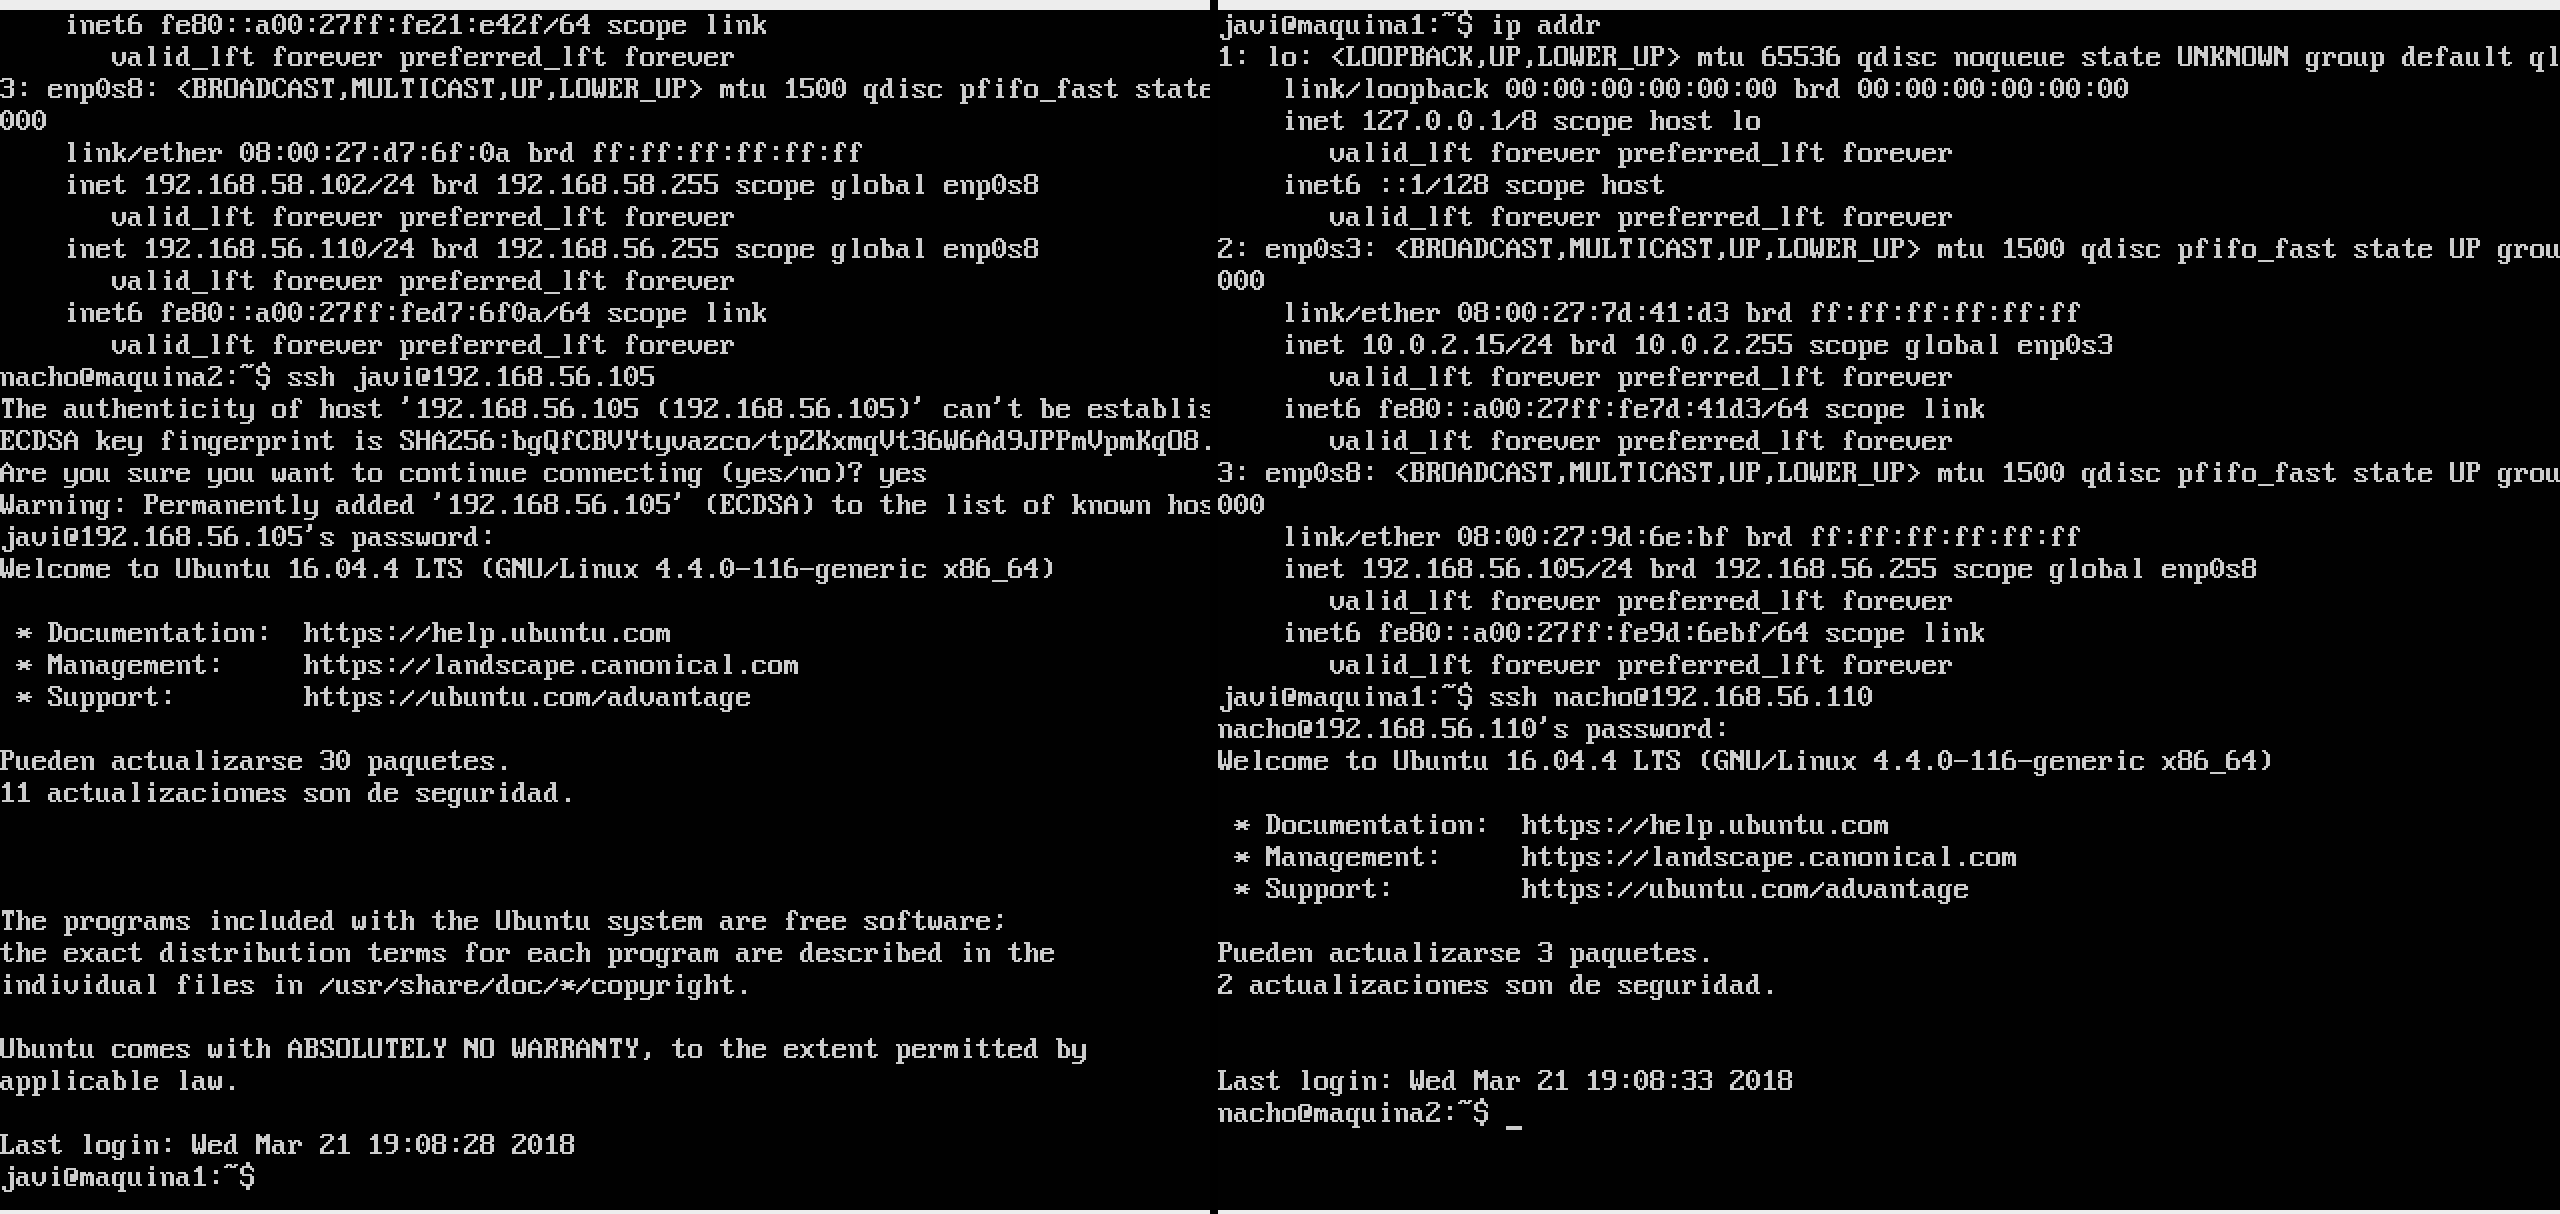 inet6 fe80::a00:27ff:fe21:e42f/64 scope link
valid_lft forever preferred_lft forever
3: enp0s8: <BROADCAST,MULTICAST,UP,LOWER_UP> mtu 1500 qdisc pfifo_fast state
000
link/ether 08:00:27:d7:6f:0a brd ff:ff:ff:ff:ff:ff
inet 192.168.58.102/24 brd 192.168.58.255 scope global enp0s8
valid_lft forever preferred_lft forever
inet 192.168.56.110/24 brd 192.168.56.255 scope global enp0s8
valid_lft forever preferred_lft forever
inet6 fe80::a00:27ff:fed7:6f0a/64 scope link
valid_lft forever preferred_lft forever
nacho@maquina2:~$ ssh javi@192.168.56.105
The authenticity of host '192.168.56.105 (192.168.56.105)' can't be establis
ECDSA key fingerprint is SHA256:bgQfCBVYtyvazco/tpZKxmqVt36W6Ad9JPPmVpmKqO8.
Are you sure you want to continue connecting (yes/no)? yes
Warning: Permanently added '192.168.56.105' (ECDSA) to the list of known hos
javi@192.168.56.105's password:
Welcome to Ubuntu 16.04.4 LTS (GNU/Linux 4.4.0-116-generic x86_64)
* Documentation:  https://help.ubuntu.com
* Management:     https://landscape.canonical.com
* Support:        https://ubuntu.com/advantage
Pueden actualizarse 30 paquetes.
11 actualizaciones son de seguridad.
The programs included with the Ubuntu system are free software;
the exact distribution terms for each program are described in the
individual files in /usr/share/doc/*/copyright.
Ubuntu comes with ABSOLUTELY NO WARRANTY, to the extent permitted by
applicable law.
Last login: Wed Mar 21 19:08:28 2018
javi@maquina1:~$
javi@maquina1:~$ ip addr
1: lo: <LOOPBACK,UP,LOWER_UP> mtu 65536 qdisc noqueue state UNKNOWN group default ql
link/loopback 00:00:00:00:00:00 brd 00:00:00:00:00:00
inet 127.0.0.1/8 scope host lo
valid_lft forever preferred_lft forever
inet6 ::1/128 scope host
valid_lft forever preferred_lft forever
2: enp0s3: <BROADCAST,MULTICAST,UP,LOWER_UP> mtu 1500 qdisc pfifo_fast state UP grou
000
link/ether 08:00:27:7d:41:d3 brd ff:ff:ff:ff:ff:ff
inet 10.0.2.15/24 brd 10.0.2.255 scope global enp0s3
valid_lft forever preferred_lft forever
inet6 fe80::a00:27ff:fe7d:41d3/64 scope link
valid_lft forever preferred_lft forever
3: enp0s8: <BROADCAST,MULTICAST,UP,LOWER_UP> mtu 1500 qdisc pfifo_fast state UP grou
000
link/ether 08:00:27:9d:6e:bf brd ff:ff:ff:ff:ff:ff
inet 192.168.56.105/24 brd 192.168.56.255 scope global enp0s8
valid_lft forever preferred_lft forever
inet6 fe80::a00:27ff:fe9d:6ebf/64 scope link
valid_lft forever preferred_lft forever
javi@maquina1:~$ ssh nacho@192.168.56.110
nacho@192.168.56.110's password:
Welcome to Ubuntu 16.04.4 LTS (GNU/Linux 4.4.0-116-generic x86_64)
* Documentation:  https://help.ubuntu.com
* Management:     https://landscape.canonical.com
* Support:        https://ubuntu.com/advantage
Pueden actualizarse 3 paquetes.
2 actualizaciones son de seguridad.
Last login: Wed Mar 21 19:08:33 2018
nacho@maquina2:~$ _